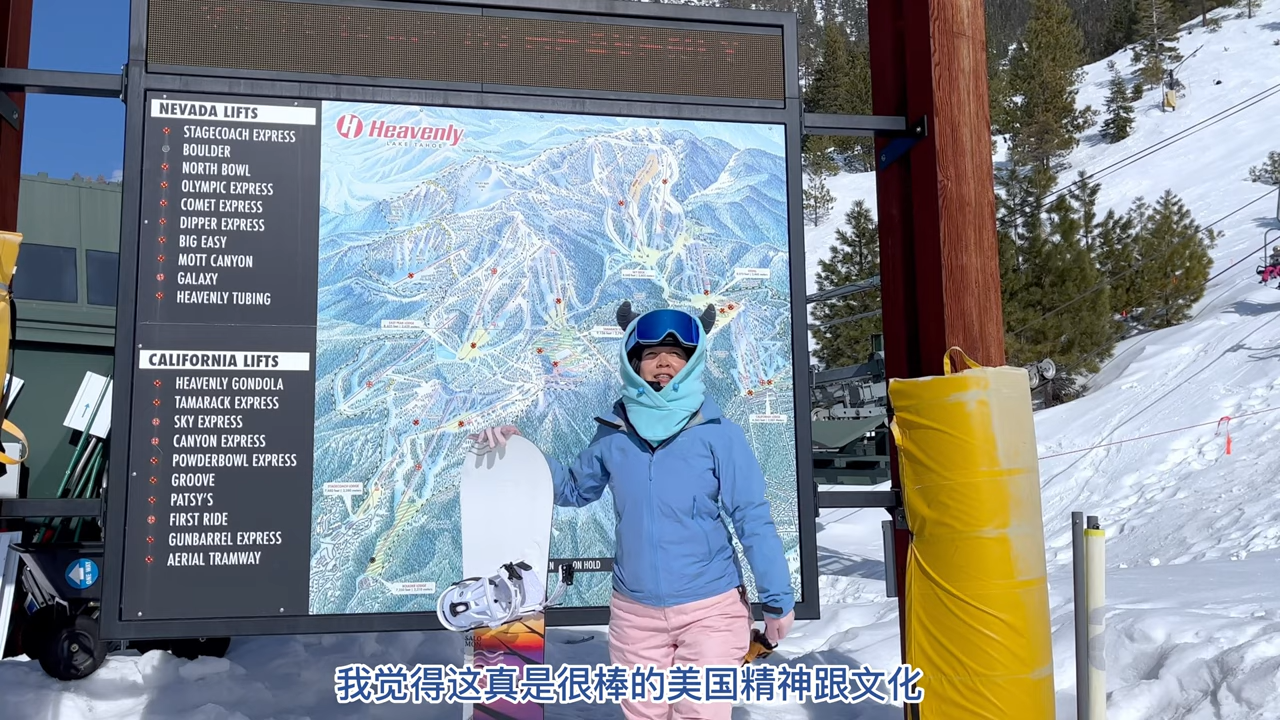 NEVADA LIFTS
STAGECOACH EXPRESS
BOULDER
NORTH BOWL
OLYMPIC EXPRESS
COMET EXPRESS
DIPPER EXPRESS
BIG EASY
MOTT CANYON
GALAXY
HEAVENLY TUBING
CALIFORNIA LIFTS
HEAVENLY GONDOLA
TAMARACK EXPRESS
SKY EXPRESS
CANYON EXPRESS
POWDERBOWL EXPRESS
GROOVE
PATSY'S
FIRST RIDE
GUNBARREL EXPRESS
AERIAL TRAMWAY
Heavenly
LAKE TAHOE
ON HOLD
我觉得这真是很棒的美国精神跟文化